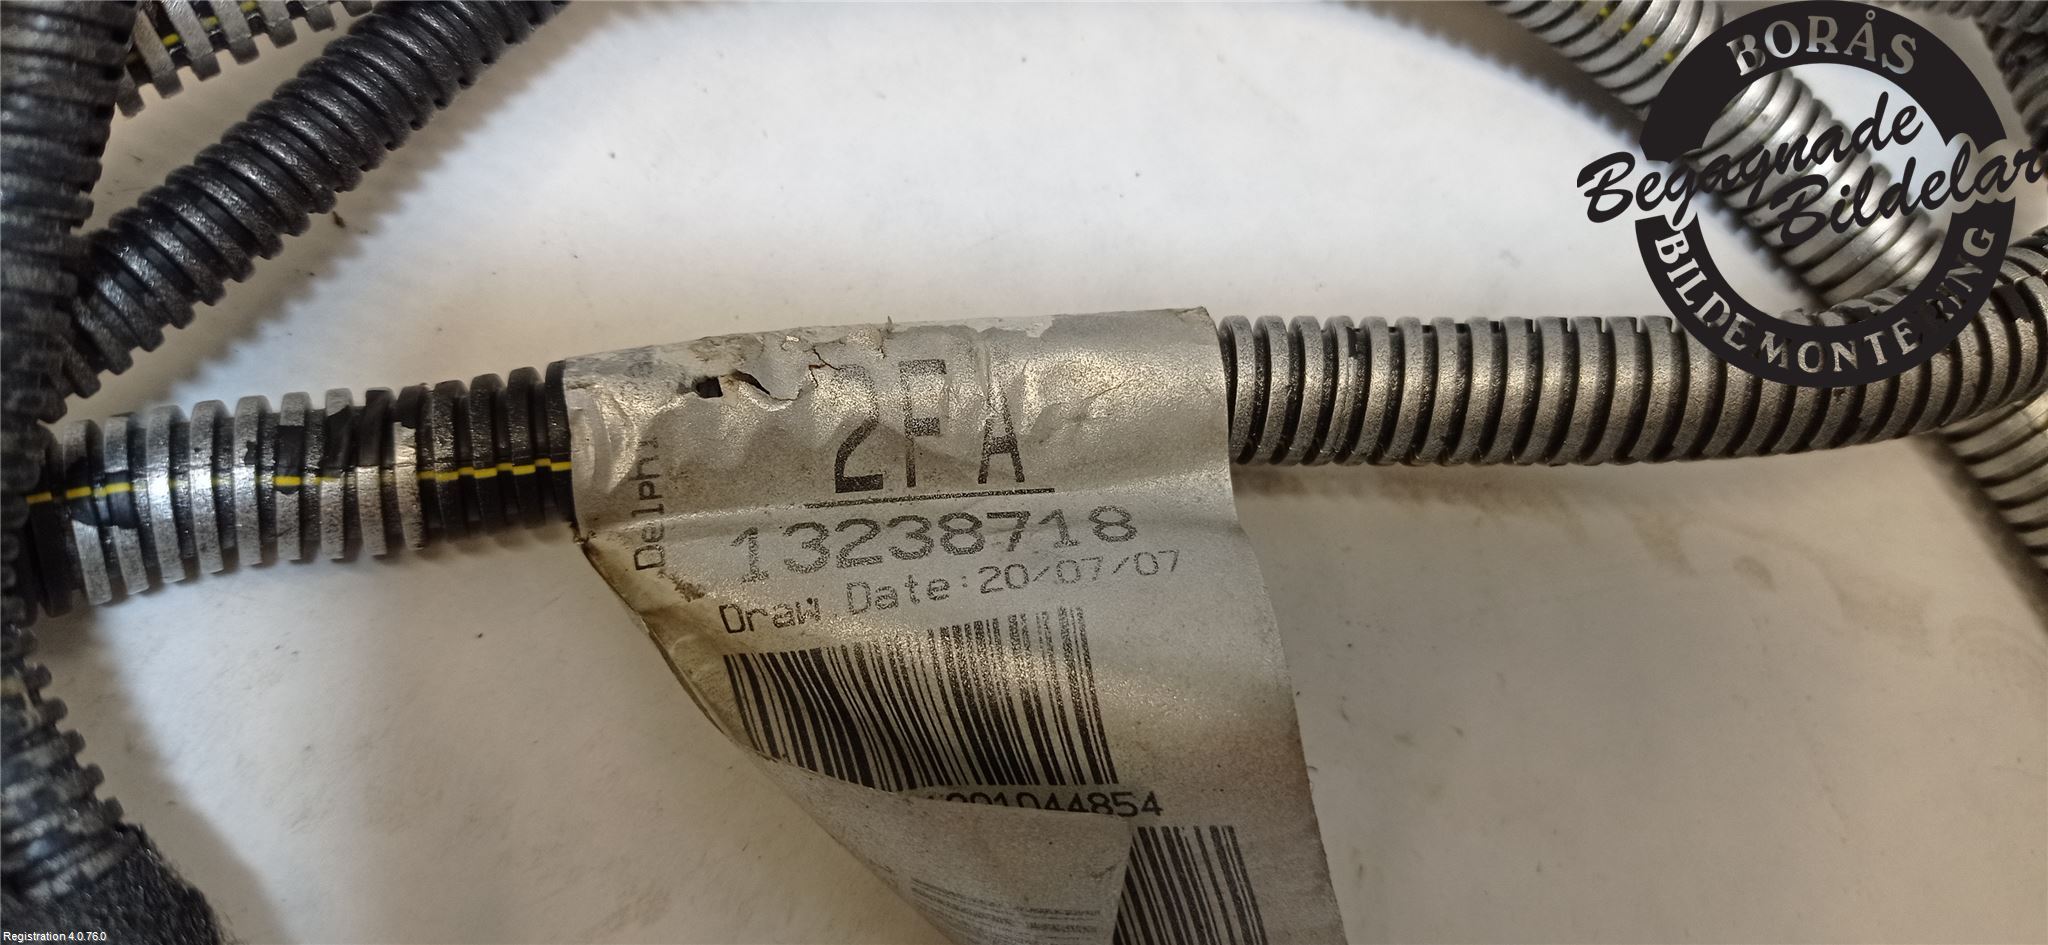 BORÅS
Begagnade
Bildelar
BILDEMONTERING
Delphi
2FA
13238718
Draw Date:20/07/07
001044854
Registration 4.0.76.0